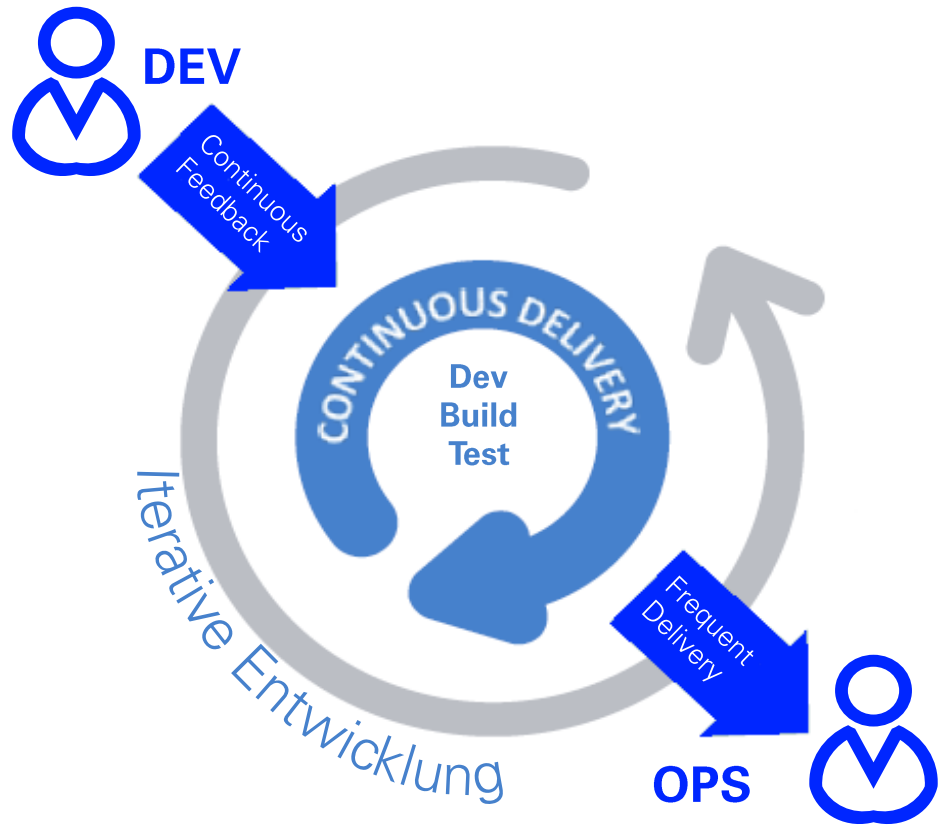 DEV
Continuous
Feedback
CONTINUOUS DELIVERY
Dev
Build
Test
Iterative Entwicklung
Frequent
Delivery
OPS